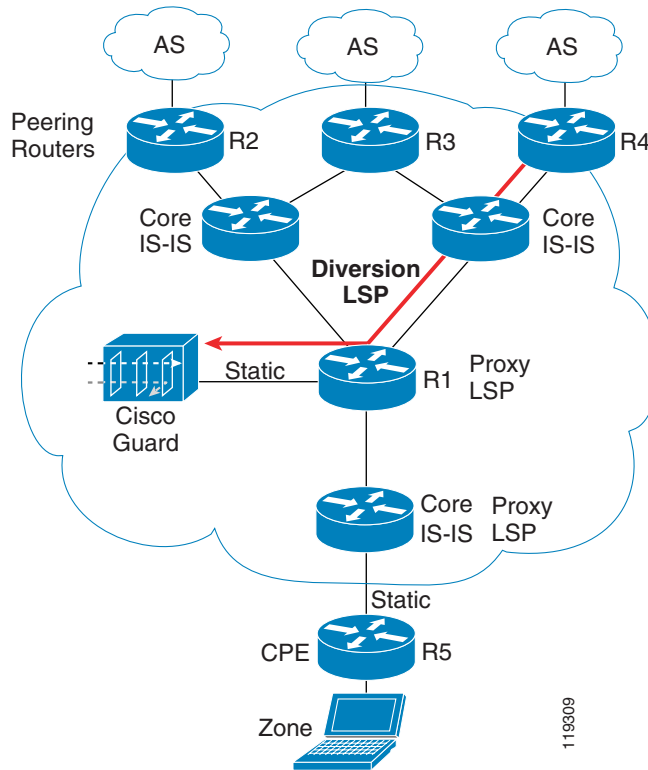 AS
AS
AS
Peering
Routers
R2
R3
R4
Core
IS-IS
Core
IS-IS
Diversion
LSP
Static
R1
Proxy
LSP
Cisco
Guard
Core
IS-IS
Proxy
LSP
Static
CPE
R5
Zone
119309